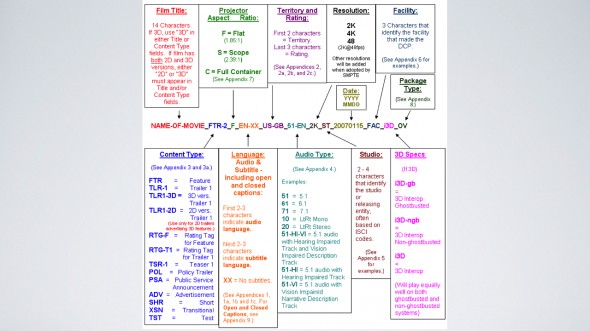 Film Title:
14 Characters.
If 3D, use "3D" in
either Title or
Content Type
fields. If film has
both 2D and 3D
versions, either
"2D" or "3D"
must appear in
Title and/or
Content Type
fields.
Projector
Aspect Ratio:
F = Flat
(1.85:1)
S = Scope
(2.39:1)
C = Full Container
(See Appendix 7)
Territory and
Rating:
First 2 characters
= Territory
Last 3 characters
= Rating.
(See Appendices 2,
2a, 2b, and 2c.)
Resolution:
2K
4K
48
(2K@48fps)
Other resolutions
will be added
when adopted by
SMPTE
Date:
YYYY
MMDD
Facility:
3 Characters that
identify the facility
that made the
DCP.
(See Appendix 6 for
examples.)
Package
Type:
(See Appendix
8.)
NAME-OF-MOVIE_FTR-2_F_EN-XX_US-GB_51-EN_2K_ST_20070115_FAC_i3D_OV
Content Type:
(See Appendix 3 and 3a.)
FTR = Feature
TLR-1 = Trailer 1
TLR1-3D = 3D vers.
Trailer 1
TLR1-2D = 2D vers.
Trailer 1
(Use only for 2D trailers
advertising 3D features.)
RTG-F = Rating Tag
for Feature
RTG-T1 = Rating Tag
for Trailer 1
TSR-1 = Teaser 1
POL = Policy Trailer
PSA = Public Service
Announcement
ADV = Advertisement
SHR = Short
XSN = Transitional
TST = Test
Language:
Audio &
Subtitle -
including open
and closed
captions:
First 2-3
characters
indicate audio
language.
Next 2-3
characters
indicate subtitle
language.
XX = No subtitles.
(See Appendices 1,
1a, 1b and 1c. For
Open and Closed
Captions, see
Appendix 9.)
Audio Type:
(See Appendix 4.)
Examples:
51 = 5.1
61 = 6.1
71 = 7.1
10 = Lt/Rt Mono
20 = Lt/Rt Stereo
51-HI-VI = 5.1 audio
with Hearing Impaired
Track and Vision
Impaired Description
Track
51-HI = 5.1 audio with
Hearing Impaired Track
51-VI = 5.1 audio with
Vision Impaired
Narrative Description
Track
Studio:
2 - 4
characters
that identify
the studio
or releasing
entity,
often
based on
ISCI
codes.
(See
Appendix 5
for
examples.)
3D Specs:
(If 3D)
i3D-gb
=
3D Interop
Ghostbusted
i3D-ngb
=
3D Interop
Non-ghostbusted
i3D
=
3D Interop
(Will play equally
well on both
ghostbusted and
non-ghostbusted
systems)